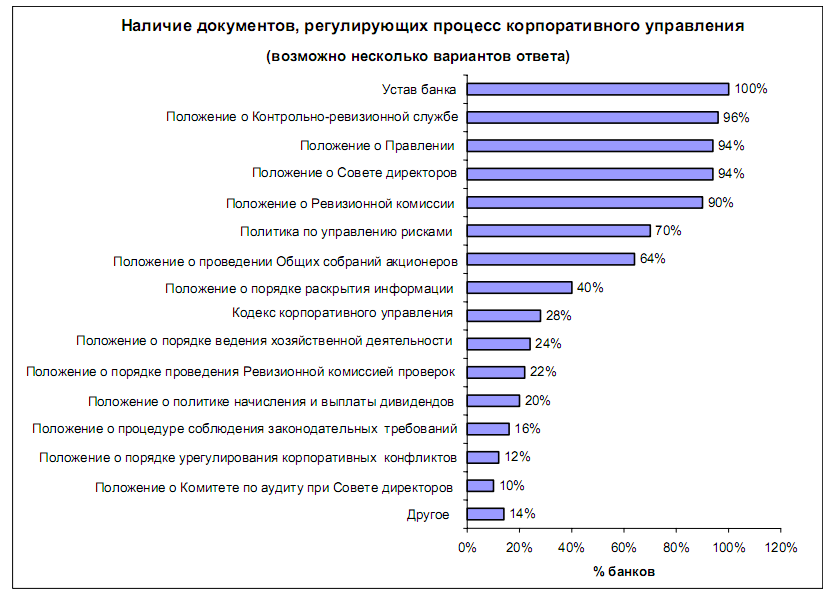 Наличие документов, регулирующих процесс корпоративного управления
(возможно несколько вариантов ответа)
Устав банка 100%
Положение о Контрольно-ревизионной службе 96%
Положение о Правлении 94%
Положение о Совете директоров 94%
Положение о Ревизионной комиссии 90%
Политика по управлению рисками 70%
Положение о проведении Общих собраний акционеров 64%
Положение о порядке раскрытия информации 40%
Кодекс корпоративного управления 28%
Положение о порядке ведения хозяйственной деятельности 24%
Положение о порядке проведения Ревизионной комиссией проверок 22%
Положение о политике начисления и выплаты дивидендов 20%
Положение о процедуре соблюдения законодательных требований 16%
Положение о порядке урегулирования корпоративных конфликтов 12%
Положение о Комитете по аудиту при Совете директоров 10%
Другое 14%
0% 20% 40% 60% 80% 100% 120%
% банков